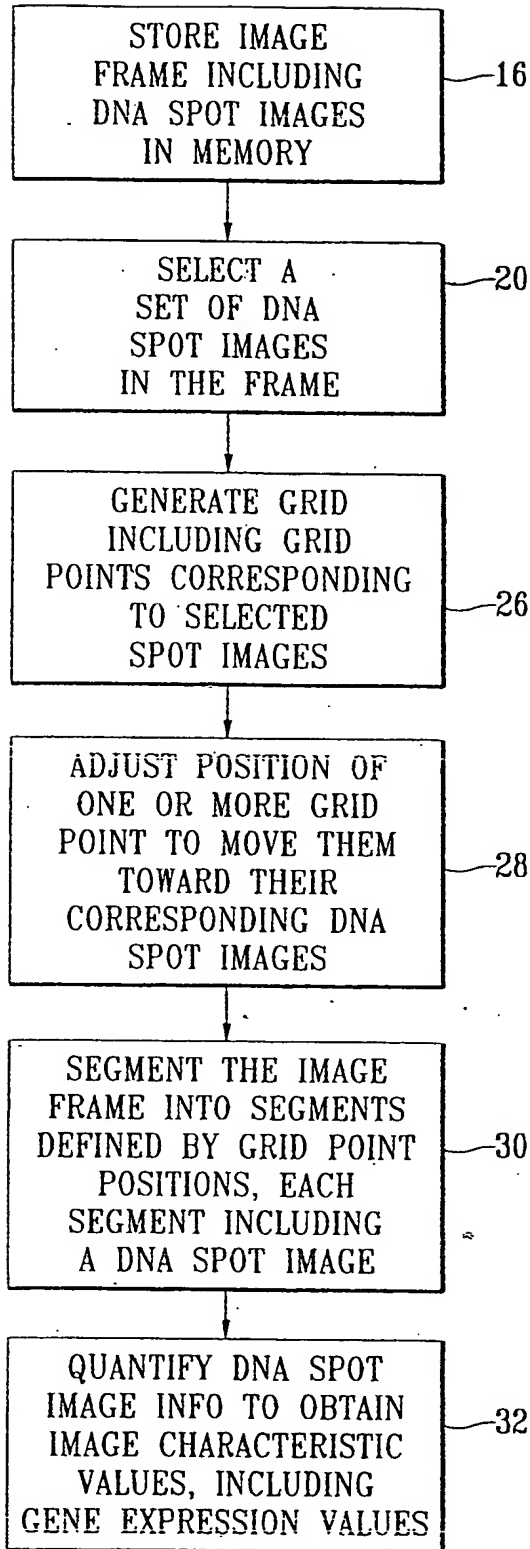 STORE IMAGE
FRAME INCLUDING
DNA SPOT IMAGES
IN MEMORY
16
SELECT A
SET OF DNA
SPOT IMAGES
IN THE FRAME
20
GENERATE GRID
INCLUDING GRID
POINTS CORRESPONDING
TO SELECTED
SPOT IMAGES
26
ADJUST POSITION OF
ONE OR MORE GRID
POINT TO MOVE THEM
TOWARD THEIR
CORRESPONDING DNA
SPOT IMAGES
28
SEGMENT THE IMAGE
FRAME INTO SEGMENTS
DEFINED BY GRID POINT
POSITIONS, EACH
SEGMENT INCLUDING
A DNA SPOT IMAGE
30
QUANTIFY DNA SPOT
IMAGE INFO TO OBTAIN
IMAGE CHARACTERISTIC
VALUES, INCLUDING
GENE EXPRESSION VALUES
32